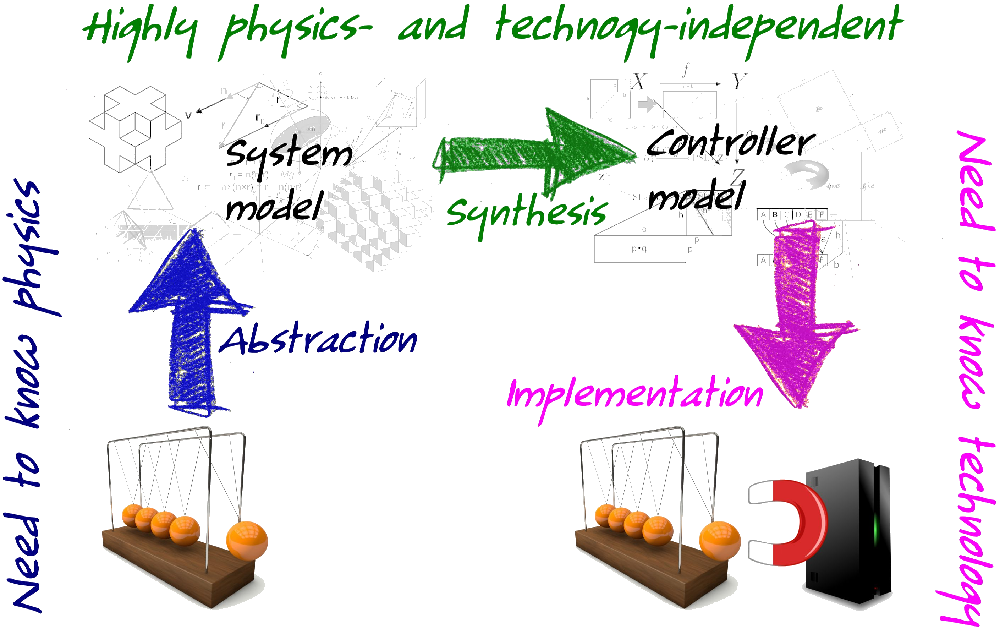 Highly physics- and technogy-independent
System
model
Synthesis
Controller
model
Need to know physics
Abstraction
Implementation
Need to know technology
X
f
Y
Z
v
n
r
A B C D E F
p•q
p
p
h
b